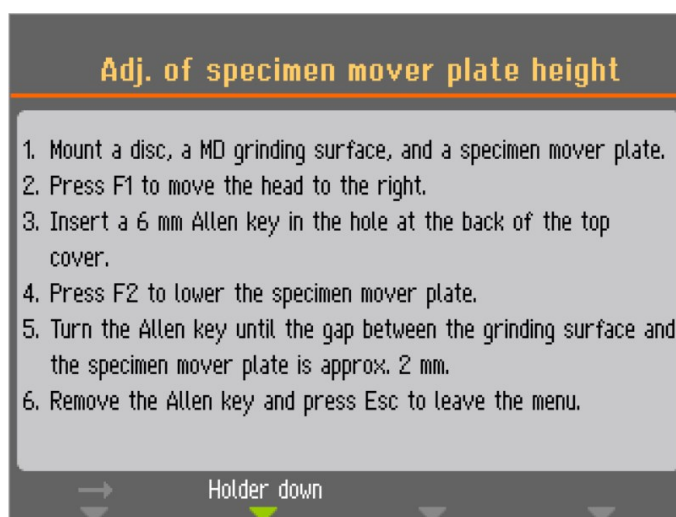 Adj. of specimen mover plate height
1. Mount a disc, a MD grinding surface, and a specimen mover plate.
2. Press F1 to move the head to the right.
3. Insert a 6 mm Allen key in the hole at the back of the top
cover.
4. Press F2 to lower the specimen mover plate.
5. Turn the Allen key until the gap between the grinding surface and
the specimen mover plate is approx. 2 mm.
6. Remove the Allen key and press Esc to leave the menu.
Holder down